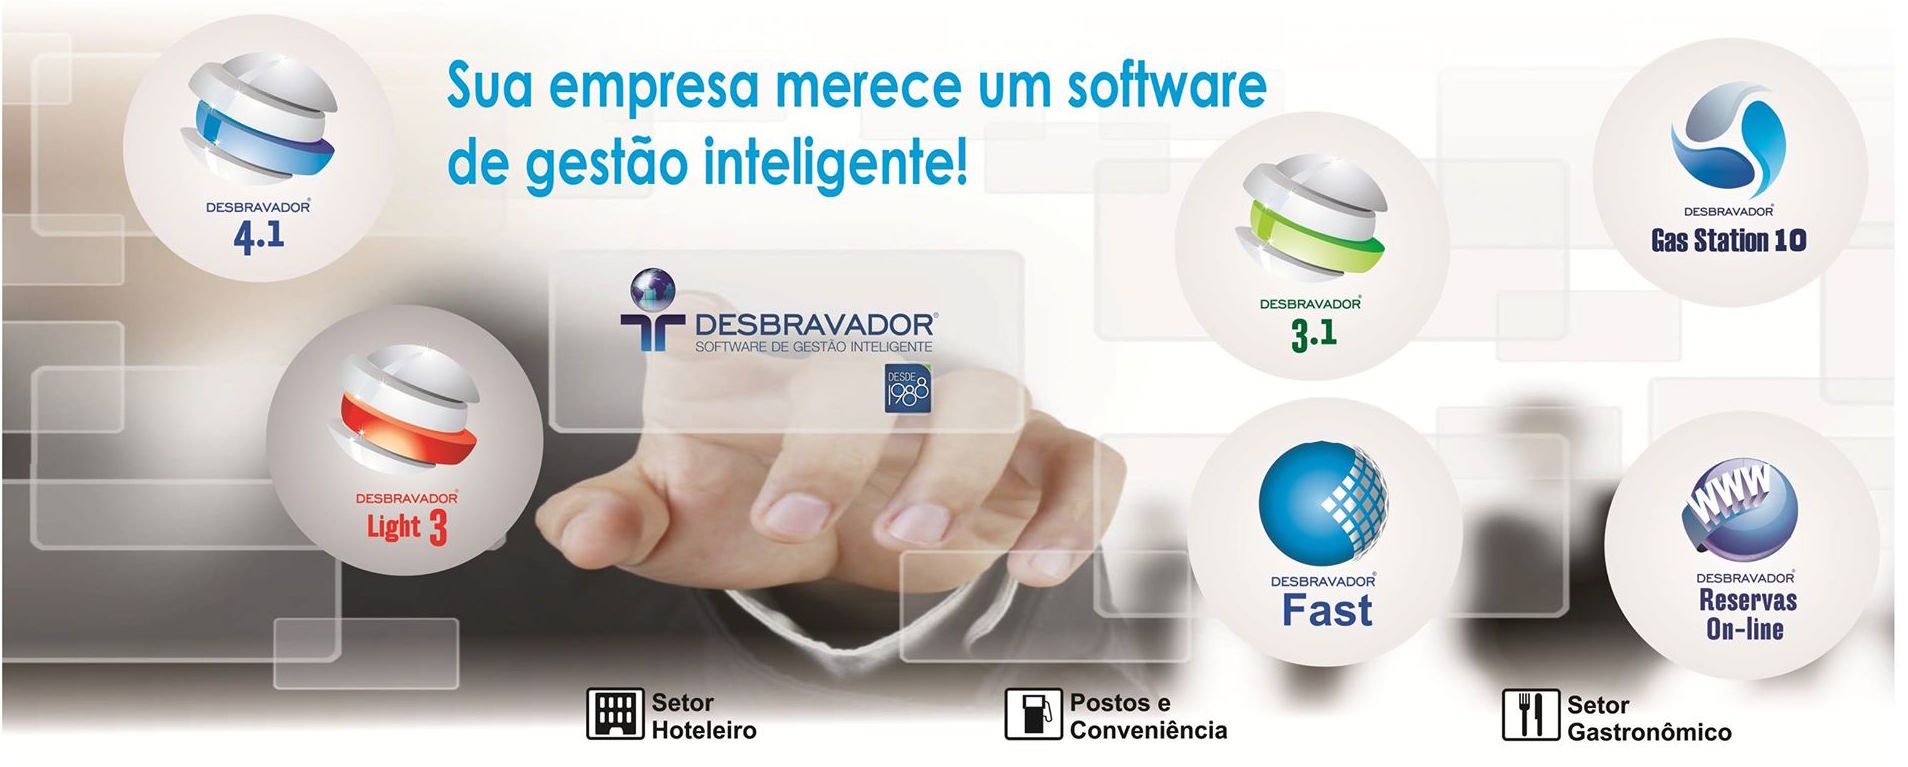 Sua empresa merece um software
de gestão inteligente!
DESBRAVADOR®
4.1
DESBRAVADOR®
Light 3
DESBRAVADOR®
SOFTWARE DE GESTÃO INTELIGENTE
DESDE
1988
DESBRAVADOR®
3.1
DESBRAVADOR®
Gas Station 10
DESBRAVADOR®
Fast
WWW
DESBRAVADOR®
Reservas
On-line
Setor
Hoteleiro
Postos e
Conveniência
Setor
Gastronômico